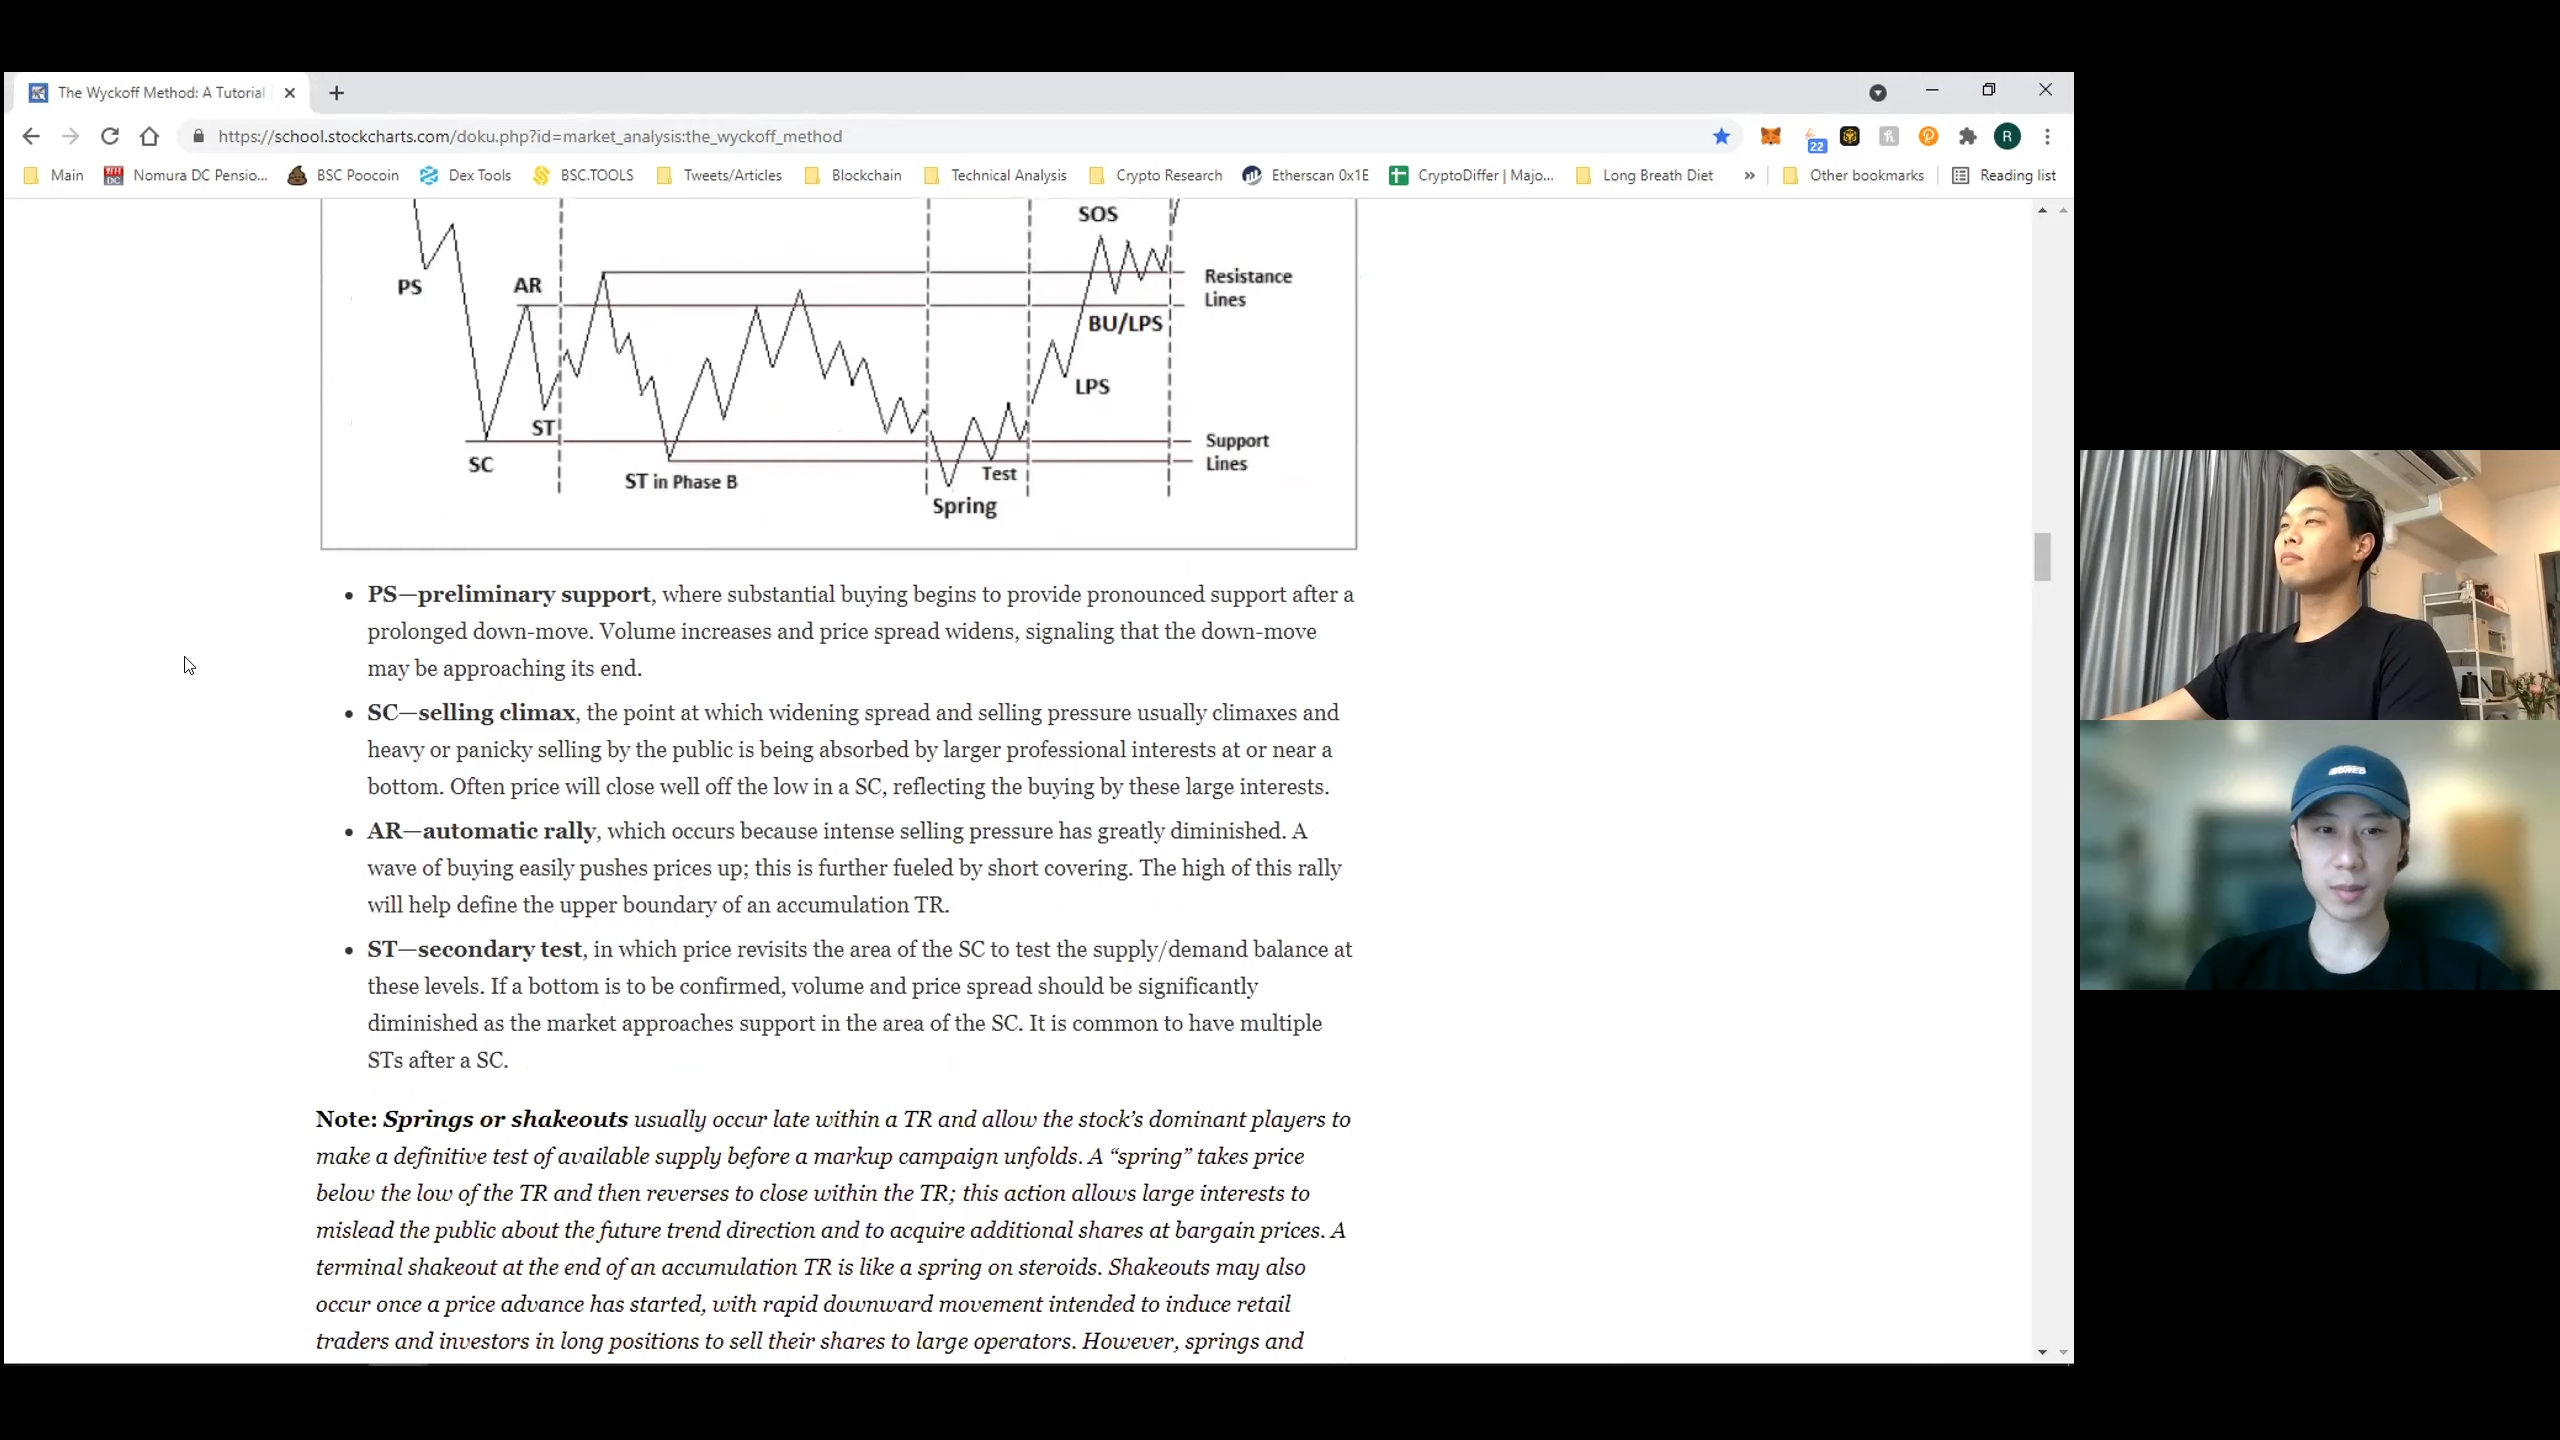 The Wyckoff Method: A Tutorial
https://school.stockcharts.com/doku.php?id=market_analysis:the_wyckoff_method
22
R
Main
Nomura DC Pensio...
BSC Poocoin
Dex Tools
BSC.TOOLS
Tweets/Articles
Blockchain
Technical Analysis
Crypto Research
Etherscan 0x1E
CryptoDiffer | Majo...
Long Breath Diet
»
Other bookmarks
Reading list
SOS
PS
AR
Resistance
Lines
BU/LPS
LPS
ST
Support
Lines
SC
ST in Phase B
Test
Spring
• PS—preliminary support, where substantial buying begins to provide pronounced support after a
prolonged down-move. Volume increases and price spread widens, signaling that the down-move
may be approaching its end.
• SC—selling climax, the point at which widening spread and selling pressure usually climaxes and
heavy or panicky selling by the public is being absorbed by larger professional interests at or near a
bottom. Often price will close well off the low in a SC, reflecting the buying by these large interests.
• AR—automatic rally, which occurs because intense selling pressure has greatly diminished. A
wave of buying easily pushes prices up; this is further fueled by short covering. The high of this rally
will help define the upper boundary of an accumulation TR.
• ST—secondary test, in which price revisits the area of the SC to test the supply/demand balance at
these levels. If a bottom is to be confirmed, volume and price spread should be significantly
diminished as the market approaches support in the area of the SC. It is common to have multiple
STs after a SC.
Note: Springs or shakeouts usually occur late within a TR and allow the stock’s dominant players to
make a definitive test of available supply before a markup campaign unfolds. A “spring” takes price
below the low of the TR and then reverses to close within the TR; this action allows large interests to
mislead the public about the future trend direction and to acquire additional shares at bargain prices. A
terminal shakeout at the end of an accumulation TR is like a spring on steroids. Shakeouts may also
occur once a price advance has started, with rapid downward movement intended to induce retail
traders and investors in long positions to sell their shares to large operators. However, springs and